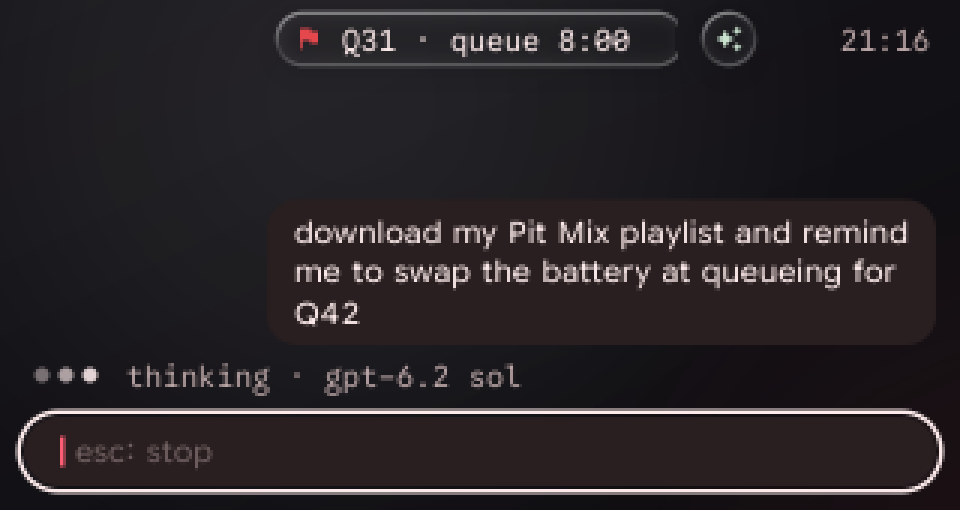 Q31 · queue 8:00
21:16
download my Pit Mix playlist and remind
me to swap the battery at queueing for
Q42
thinking · gpt-6.2 sol
esc: stop